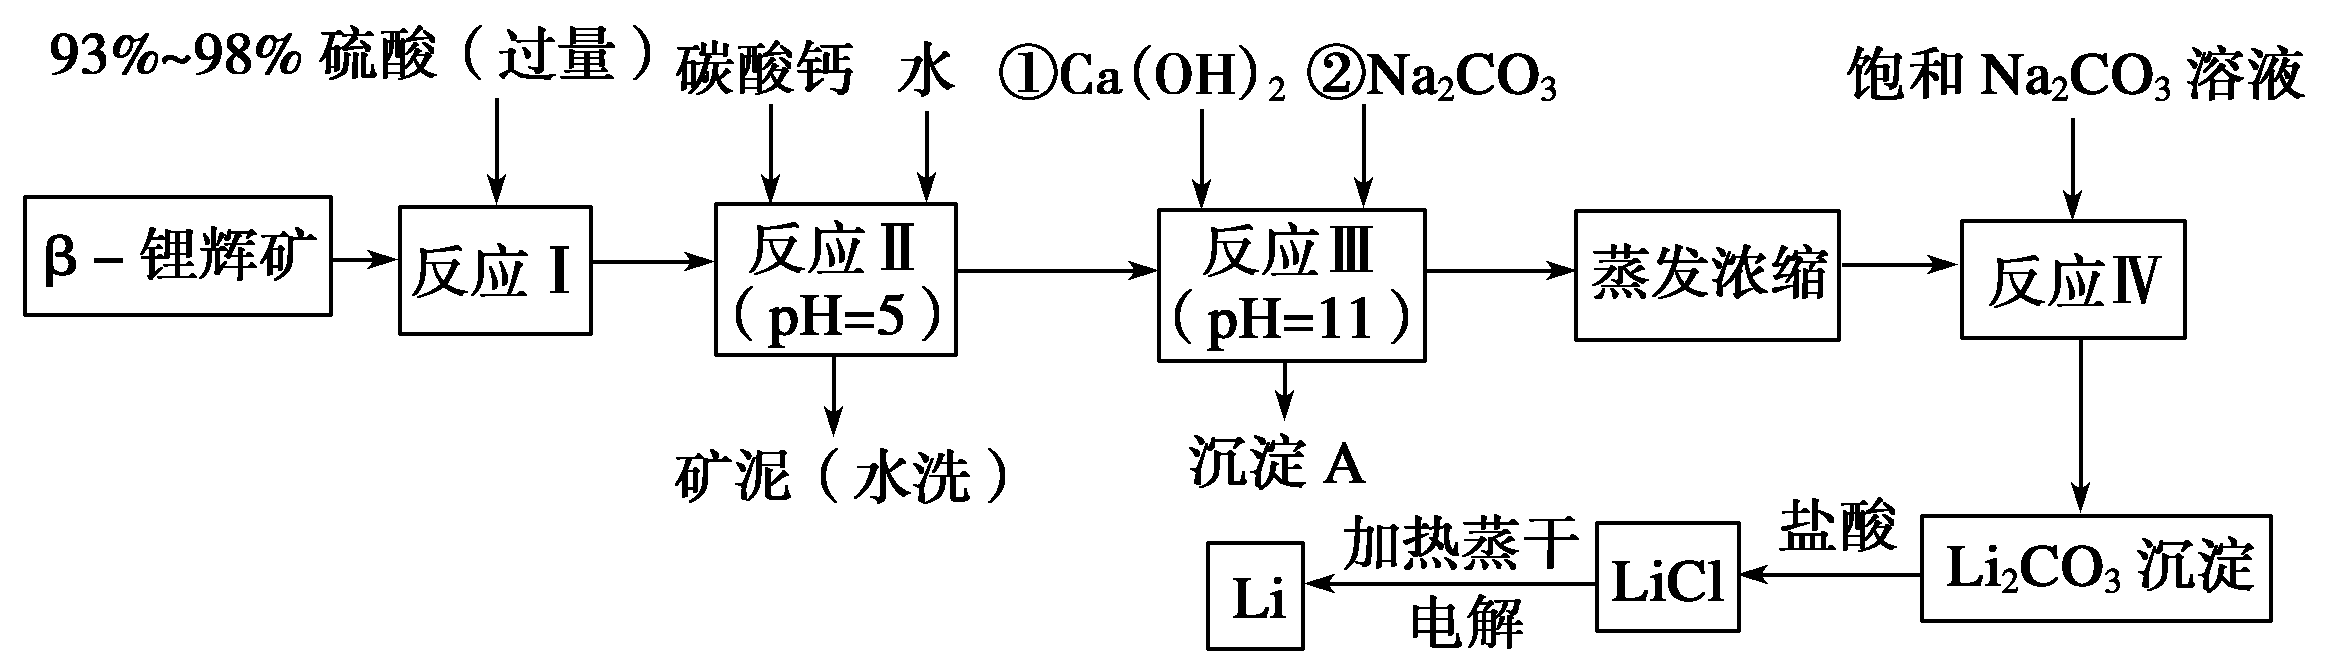 93%~98% 硫酸（过量）
碳酸钙 水
①Ca(OH)₂ ②Na₂CO₃
饱和 Na₂CO₃ 溶液
β－锂辉矿
反应Ⅰ
反应Ⅱ
（pH=5）
反应Ⅲ
（pH=11）
蒸发浓缩
反应Ⅳ
矿泥（水洗）
沉淀 A
Li
加热蒸干
电解
LiCl
盐酸
Li₂CO₃ 沉淀